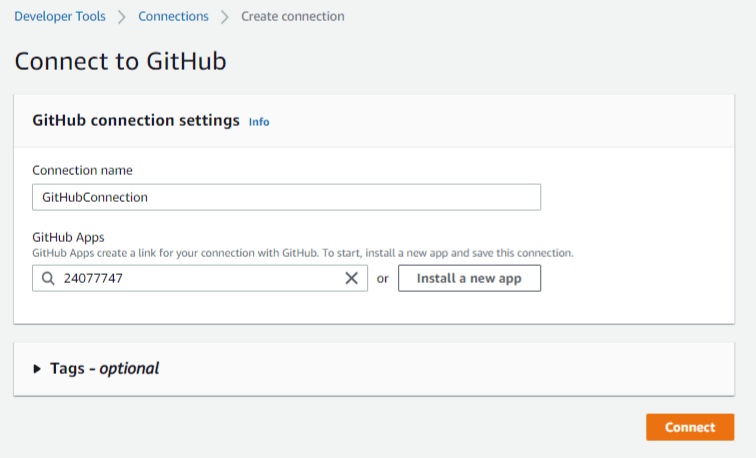 Developer Tools > Connections > Create connection
Connect to GitHub
GitHub connection settings Info
Connection name
GitHubConnection
GitHub Apps
GitHub Apps create a link for your connection with GitHub. To start, install a new app and save this connection.
24077747 or Install a new app
Tags - optional
Connect